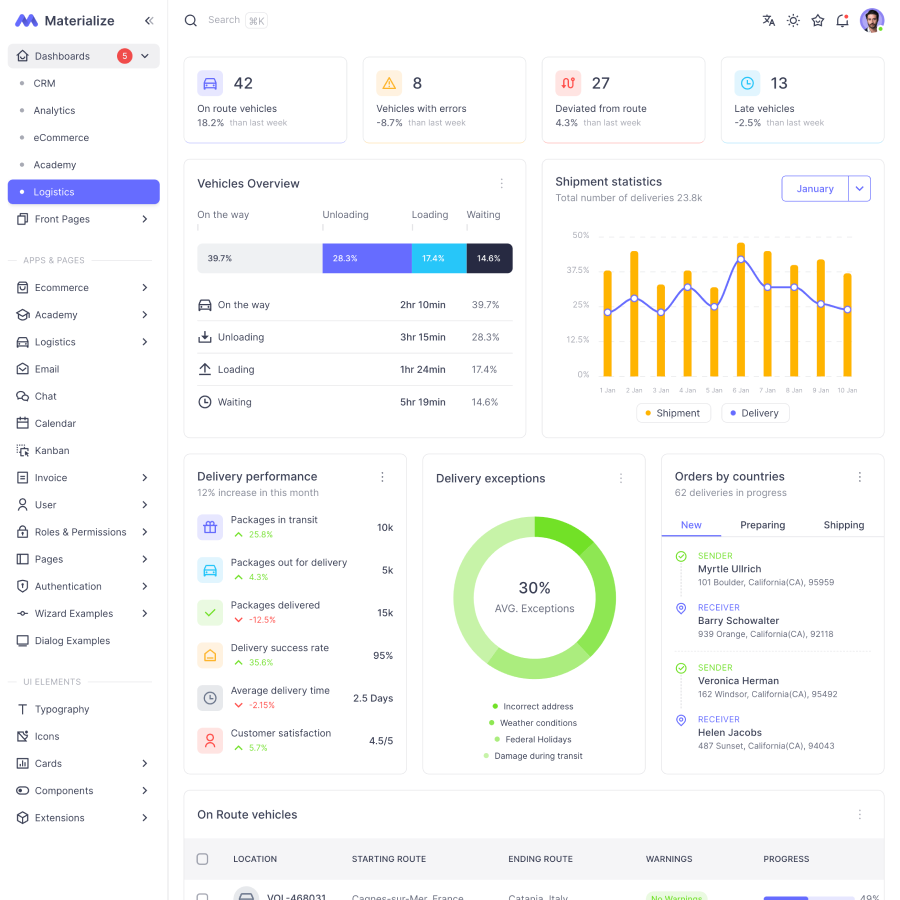 Materialize
Search ⌘K
Dashboards 5
CRM
Analytics
eCommerce
Academy
Logistics
Front Pages
APPS & PAGES
Ecommerce
Academy
Logistics
Email
Chat
Calendar
Kanban
Invoice
User
Roles & Permissions
Pages
Authentication
Wizard Examples
Dialog Examples
UI ELEMENTS
Typography
Icons
Cards
Components
Extensions
42
On route vehicles
18.2% than last week
8
Vehicles with errors
-8.7% than last week
27
Deviated from route
4.3% than last week
13
Late vehicles
-2.5% than last week
Vehicles Overview
On the way Unloading Loading Waiting
39.7% 28.3% 17.4% 14.6%
On the way 2hr 10min 39.7%
Unloading 3hr 15min 28.3%
Loading 1hr 24min 17.4%
Waiting 5hr 19min 14.6%
Shipment statistics
Total number of deliveries 23.8k
January
50%
37.5%
25%
12.5%
0%
1 Jan 2 Jan 3 Jan 4 Jan 5 Jan 6 Jan 7 Jan 8 Jan 9 Jan 10 Jan
Shipment Delivery
Delivery performance
12% increase in this month
Packages in transit
25.8%
10k
Packages out for delivery
4.3%
5k
Packages delivered
-12.5%
15k
Delivery success rate
35.6%
95%
Average delivery time
-2.15%
2.5 Days
Customer satisfaction
5.7%
4.5/5
Delivery exceptions
30%
AVG. Exceptions
Incorrect address
Weather conditions
Federal Holidays
Damage during transit
Orders by countries
62 deliveries in progress
New Preparing Shipping
SENDER
Myrtle Ullrich
101 Boulder, California(CA), 95959
RECEIVER
Barry Schowalter
939 Orange, California(CA), 92118
SENDER
Veronica Herman
162 Windsor, California(CA), 95492
RECEIVER
Helen Jacobs
487 Sunset, California(CA), 94043
On Route vehicles
LOCATION STARTING ROUTE ENDING ROUTE WARNINGS PROGRESS
VOL-468031 Cagnes-sur-Mer, France Catania, Italy No Warnings 49%